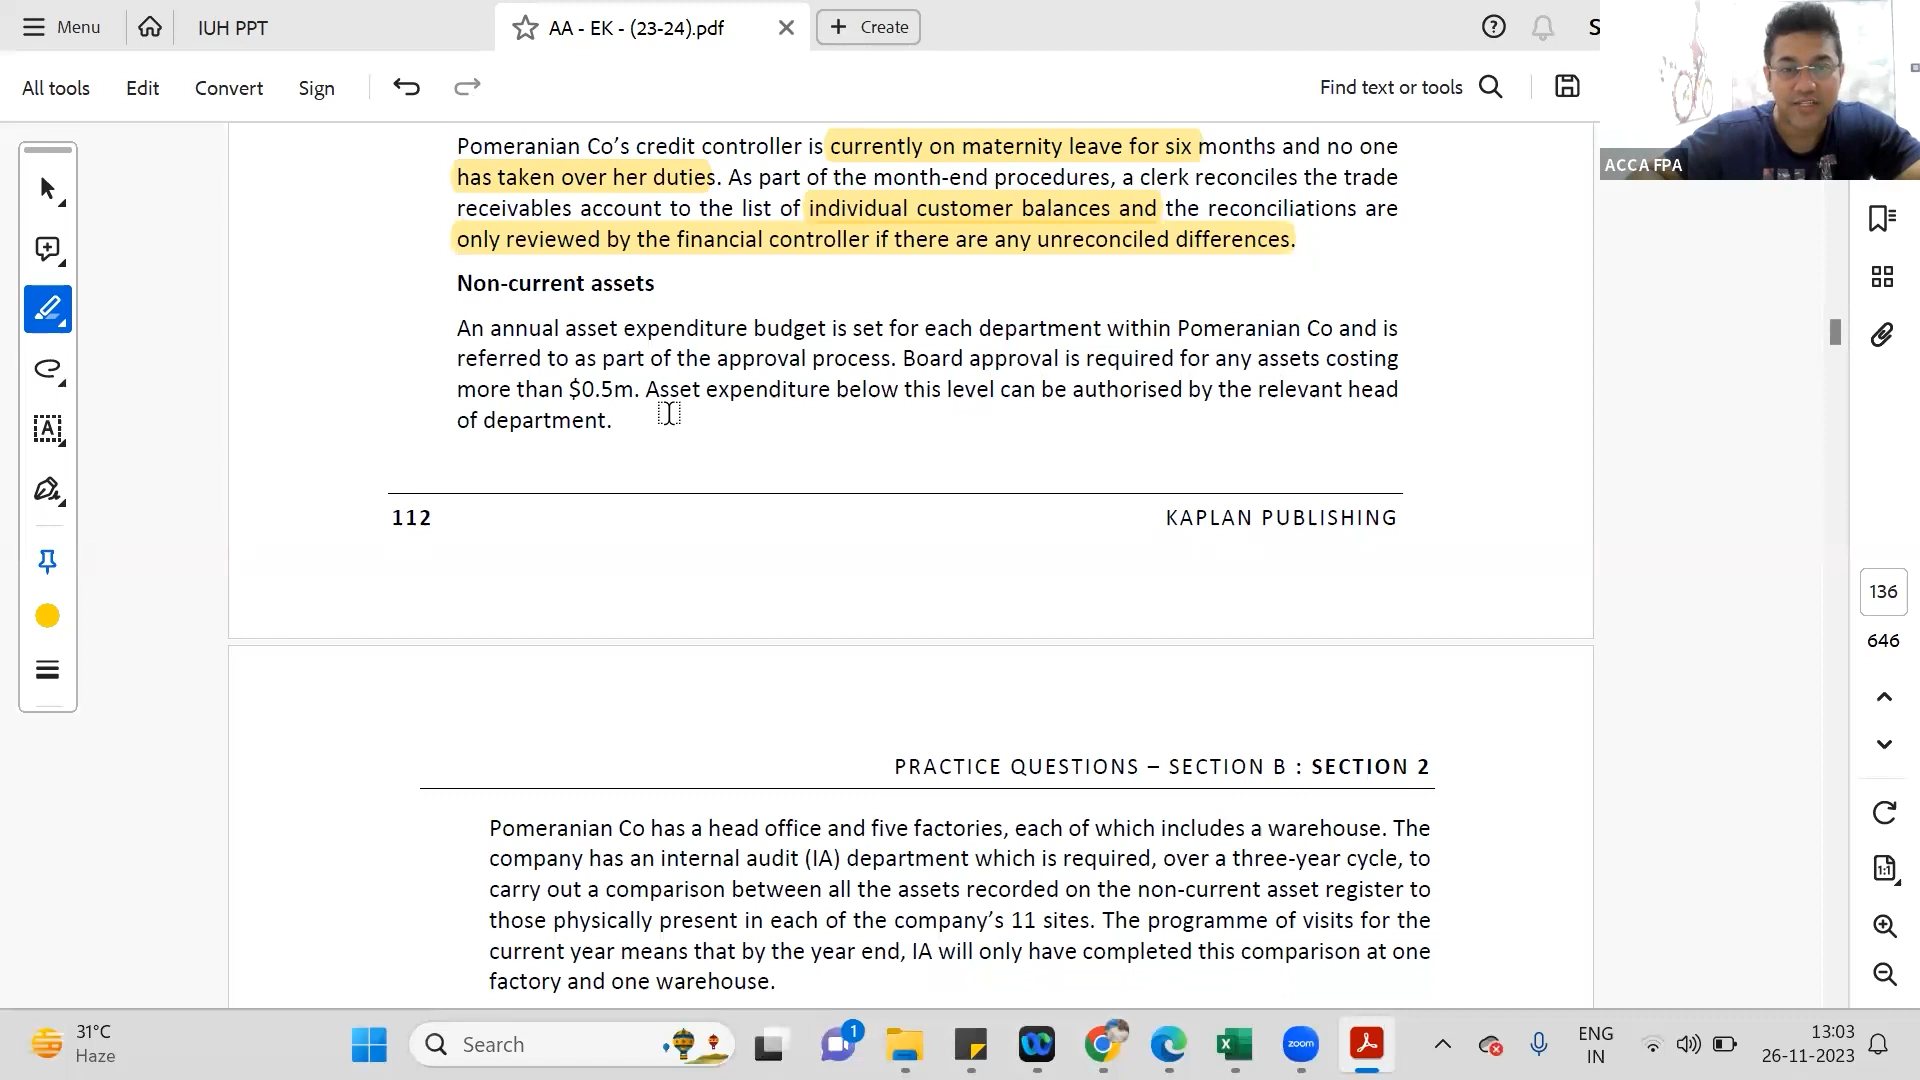 Menu
IUH PPT
AA - EK - (23-24).pdf
Create
S
All tools
Edit
Convert
Sign
Find text or tools
ACCA FPA
Pomeranian Co’s credit controller is currently on maternity leave for six months and no one
has taken over her duties. As part of the month-end procedures, a clerk reconciles the trade
receivables account to the list of individual customer balances and the reconciliations are
only reviewed by the financial controller if there are any unreconciled differences.
Non-current assets
An annual asset expenditure budget is set for each department within Pomeranian Co and is
referred to as part of the approval process. Board approval is required for any assets costing
more than $0.5m. Asset expenditure below this level can be authorised by the relevant head
of department.
112
KAPLAN PUBLISHING
136
646
PRACTICE QUESTIONS – SECTION B : SECTION 2
Pomeranian Co has a head office and five factories, each of which includes a warehouse. The
company has an internal audit (IA) department which is required, over a three-year cycle, to
carry out a comparison between all the assets recorded on the non-current asset register to
those physically present in each of the company’s 11 sites. The programme of visits for the
current year means that by the year end, IA will only have completed this comparison at one
factory and one warehouse.
1:1
31°C
Haze
Search
1
zoom
ENG
IN
13:03
26-11-2023